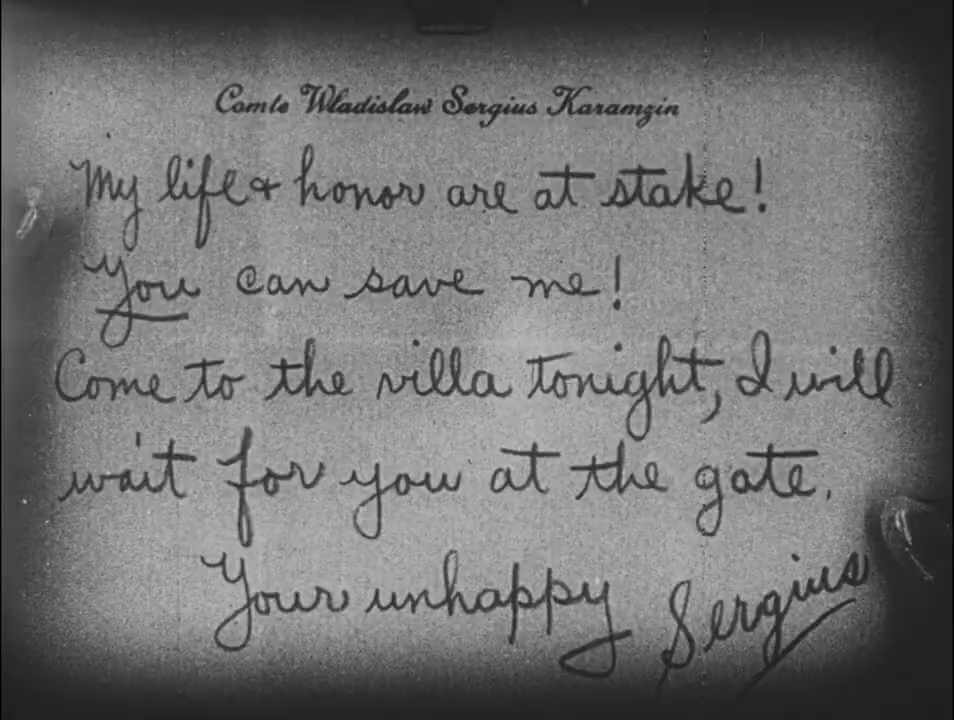 Comte Wladislaw Sergius Karamzin
My life & honor are at stake!
You can save me!
Come to the villa tonight, I will
wait for you at the gate.
Your unhappy Sergius